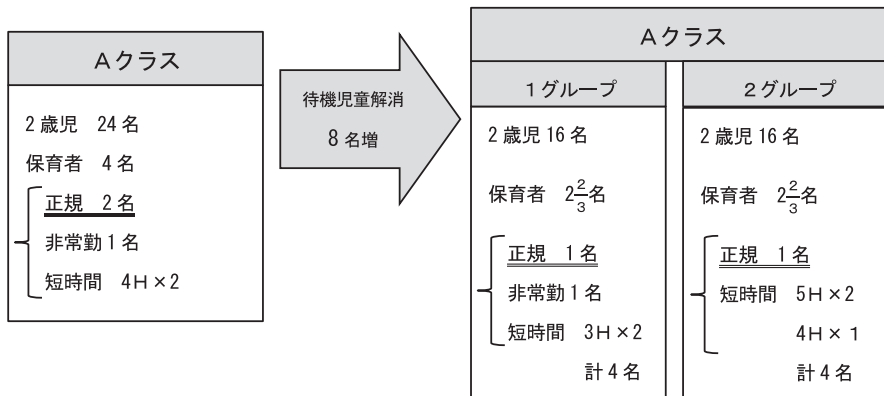 Aクラス
2歳児 24名
保育者 4名
正規 2名
非常勤1名
短時間 4H×2
待機児童解消
8名増
Aクラス
1グループ
2歳児16名
保育者 2 2/3名
正規 1名
非常勤1名
短時間 3H×2
計4名
2グループ
2歳児16名
保育者 2 2/3名
正規 1名
短時間 5H×2
4H×1
計4名